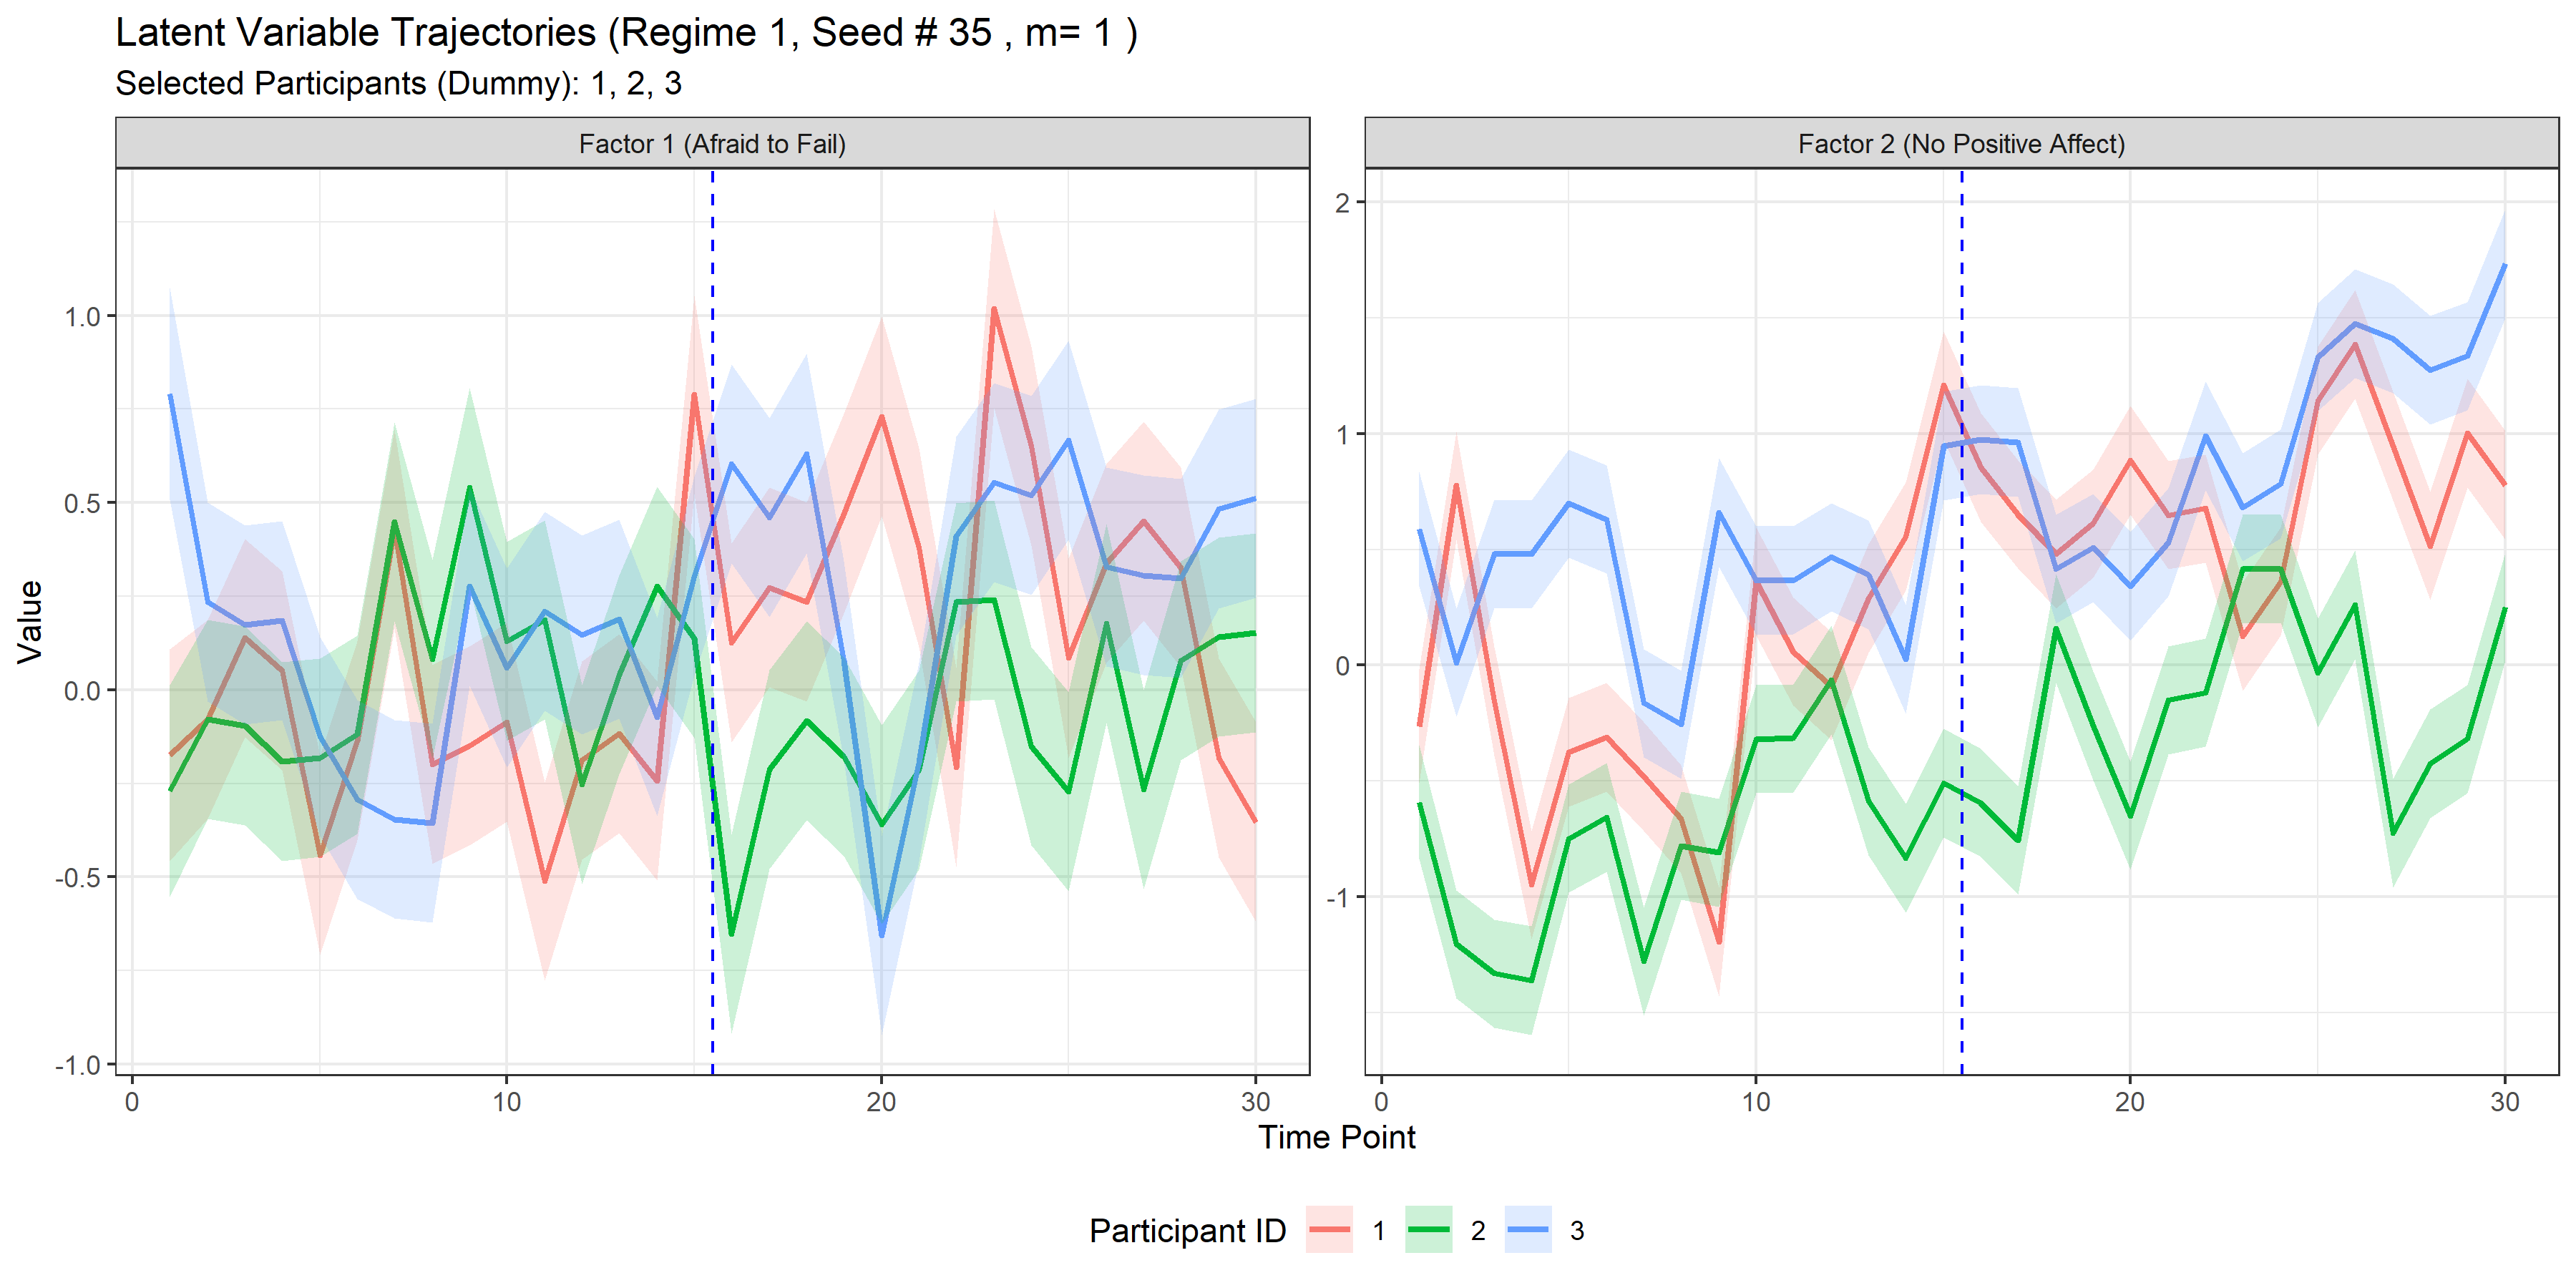 Latent Variable Trajectories (Regime 1, Seed # 35 , m= 1 )
Selected Participants (Dummy): 1, 2, 3
Factor 1 (Afraid to Fail)
Factor 2 (No Positive Affect)
Value
1.0
0.5
0.0
-0.5
-1.0
2
1
0
-1
0 10 20 30
0 10 20 30
Time Point
Participant ID 1 2 3